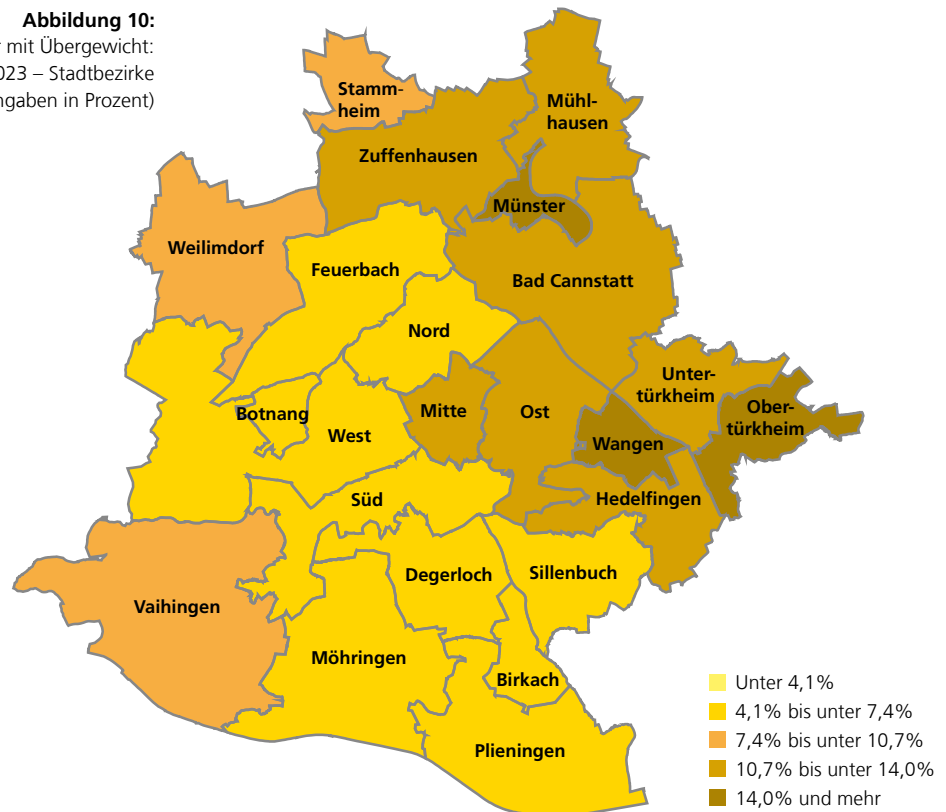 Abbildung 10:
mit Übergewicht:
2023 – Stadtbezirke
(Angaben in Prozent)
Stamm-
heim
Mühl-
hausen
Zuffenhausen
Münster
Weilimdorf
Feuerbach
Bad Cannstatt
Nord
Unter-
türkheim
Ober-
türkheim
Botnang
West
Mitte
Ost
Wangen
Süd
Hedelfingen
Degerloch
Sillenbuch
Vaihingen
Möhringen
Birkach
Plieningen
Unter 4,1%
4,1% bis unter 7,4%
7,4% bis unter 10,7%
10,7% bis unter 14,0%
14,0% und mehr